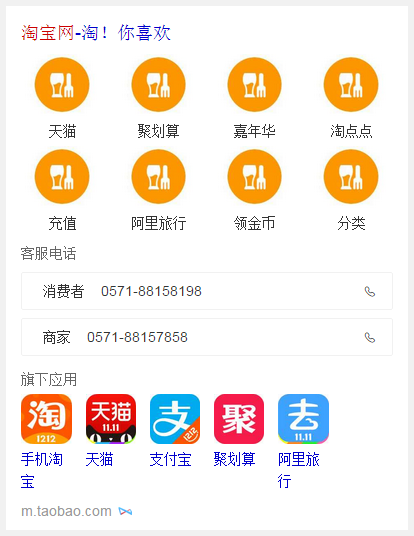 淘宝网-淘！你喜欢
天猫 聚划算 嘉年华 淘点点
充值 阿里旅行 领金币 分类
客服电话
消费者 0571-88158198
商家 0571-88157858
旗下应用
淘 天猫 支 聚 去
1212 11.11 1212 11.11
手机淘宝 天猫 支付宝 聚划算 阿里旅行
m.taobao.com